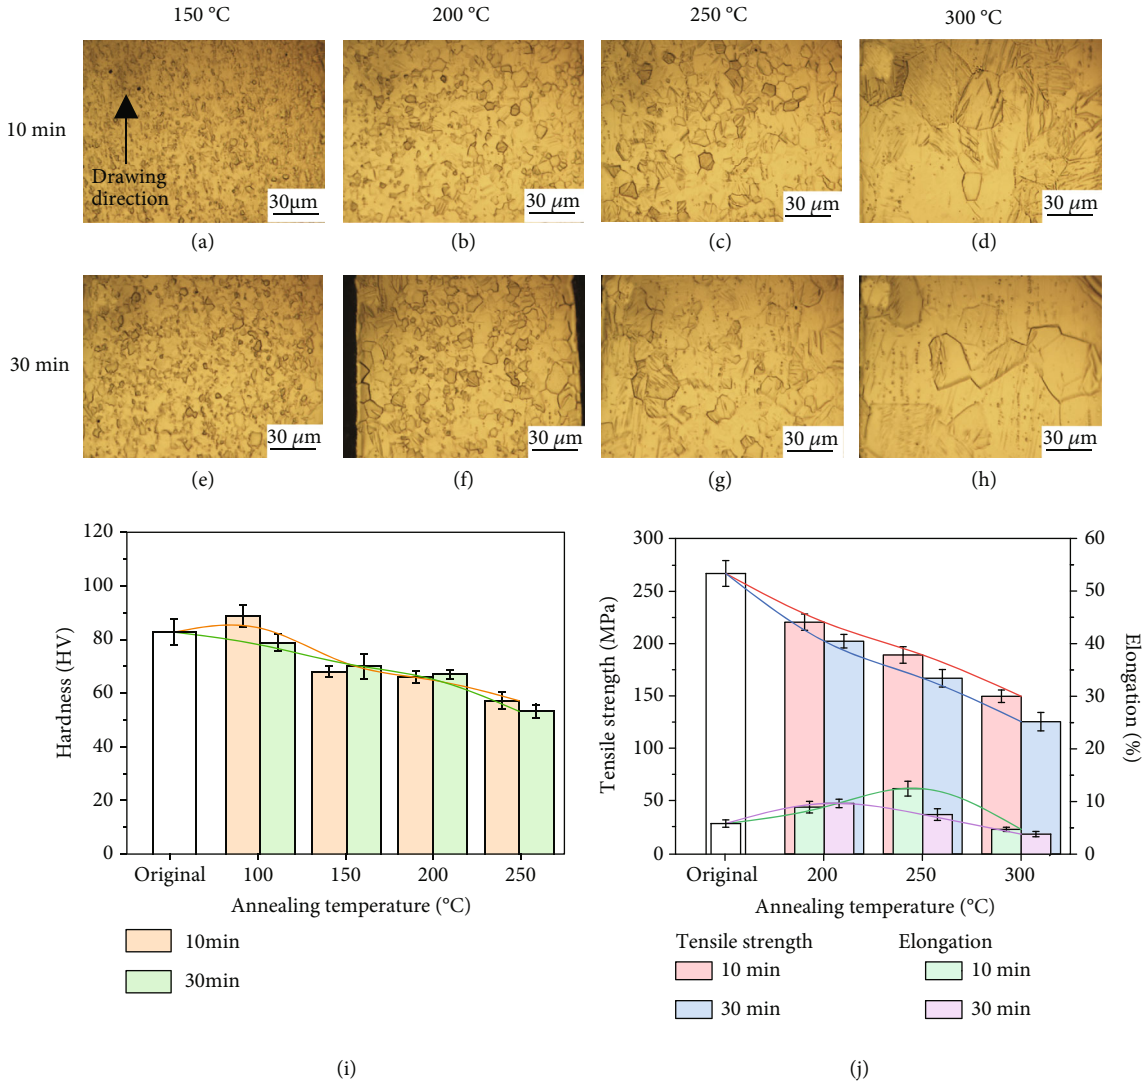 150 °C
200 °C
250 °C
300 °C
10 min
Drawing
direction
30μm
30 μm
30 μm
30 μm
(a)
(b)
(c)
(d)
30 min
30 μm
30 μm
30 μm
30 μm
(e)
(f)
(g)
(h)
Hardness (HV)
120
100
80
60
40
20
0
Original
100
150
200
250
Annealing temperature (°C)
10min
30min
(i)
Tensile strength (MPa)
300
250
200
150
100
50
0
Elongation (%)
60
50
40
30
20
10
0
Original
200
250
300
Annealing temperature (°C)
Tensile strength
Elongation
10 min
10 min
30 min
30 min
(j)